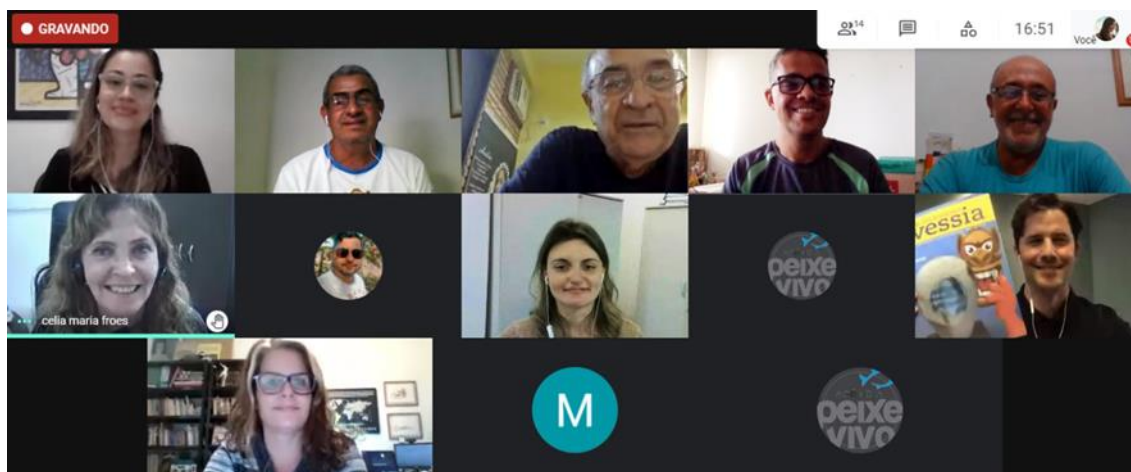 GRAVANDO
14
16:51
Você
celia maria froes
PEIXE
VIVO
vessia
M
PEIXE
VIVO